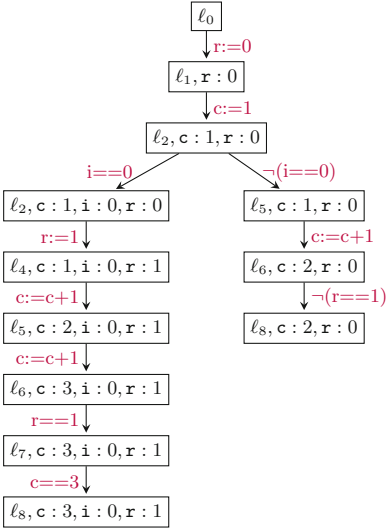 ℓ₀
r:=0
ℓ₁, r : 0
c:=1
ℓ₂, c : 1, r : 0
i==0 ¬(i==0)
ℓ₂, c : 1, i : 0, r : 0 ℓ₅, c : 1, r : 0
r:=1 c:=c+1
ℓ₄, c : 1, i : 0, r : 1 ℓ₆, c : 2, r : 0
c:=c+1 ¬(r==1)
ℓ₅, c : 2, i : 0, r : 1 ℓ₈, c : 2, r : 0
c:=c+1
ℓ₆, c : 3, i : 0, r : 1
r==1
ℓ₇, c : 3, i : 0, r : 1
c==3
ℓ₈, c : 3, i : 0, r : 1